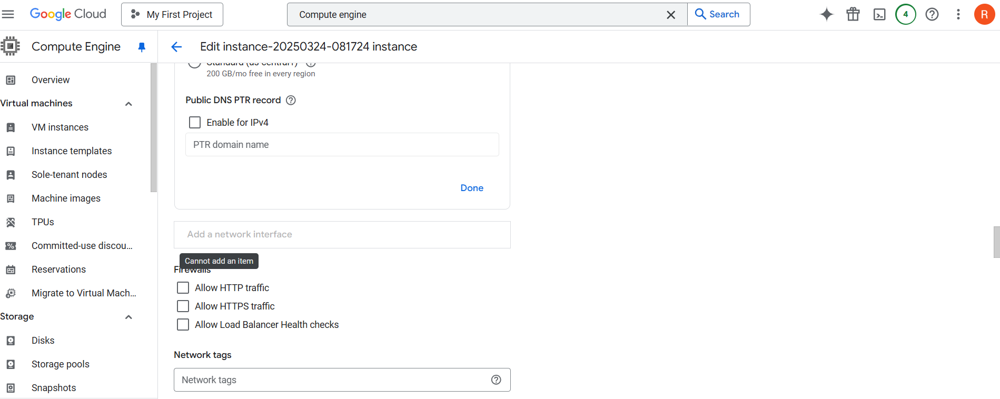 Google Cloud
My First Project
Compute engine
Search
4
R
Compute Engine
Edit instance-20250324-081724 instance
Overview
Virtual machines
VM instances
Instance templates
Sole-tenant nodes
Machine images
TPUs
Committed-use discou...
Reservations
Migrate to Virtual Mach...
Storage
Disks
Storage pools
Snapshots
Standard (us-central1)
200 GB/mo free in every region
Public DNS PTR record
Enable for IPv4
PTR domain name
Done
Add a network interface
Cannot add an item
Firewalls
Allow HTTP traffic
Allow HTTPS traffic
Allow Load Balancer Health checks
Network tags
Network tags